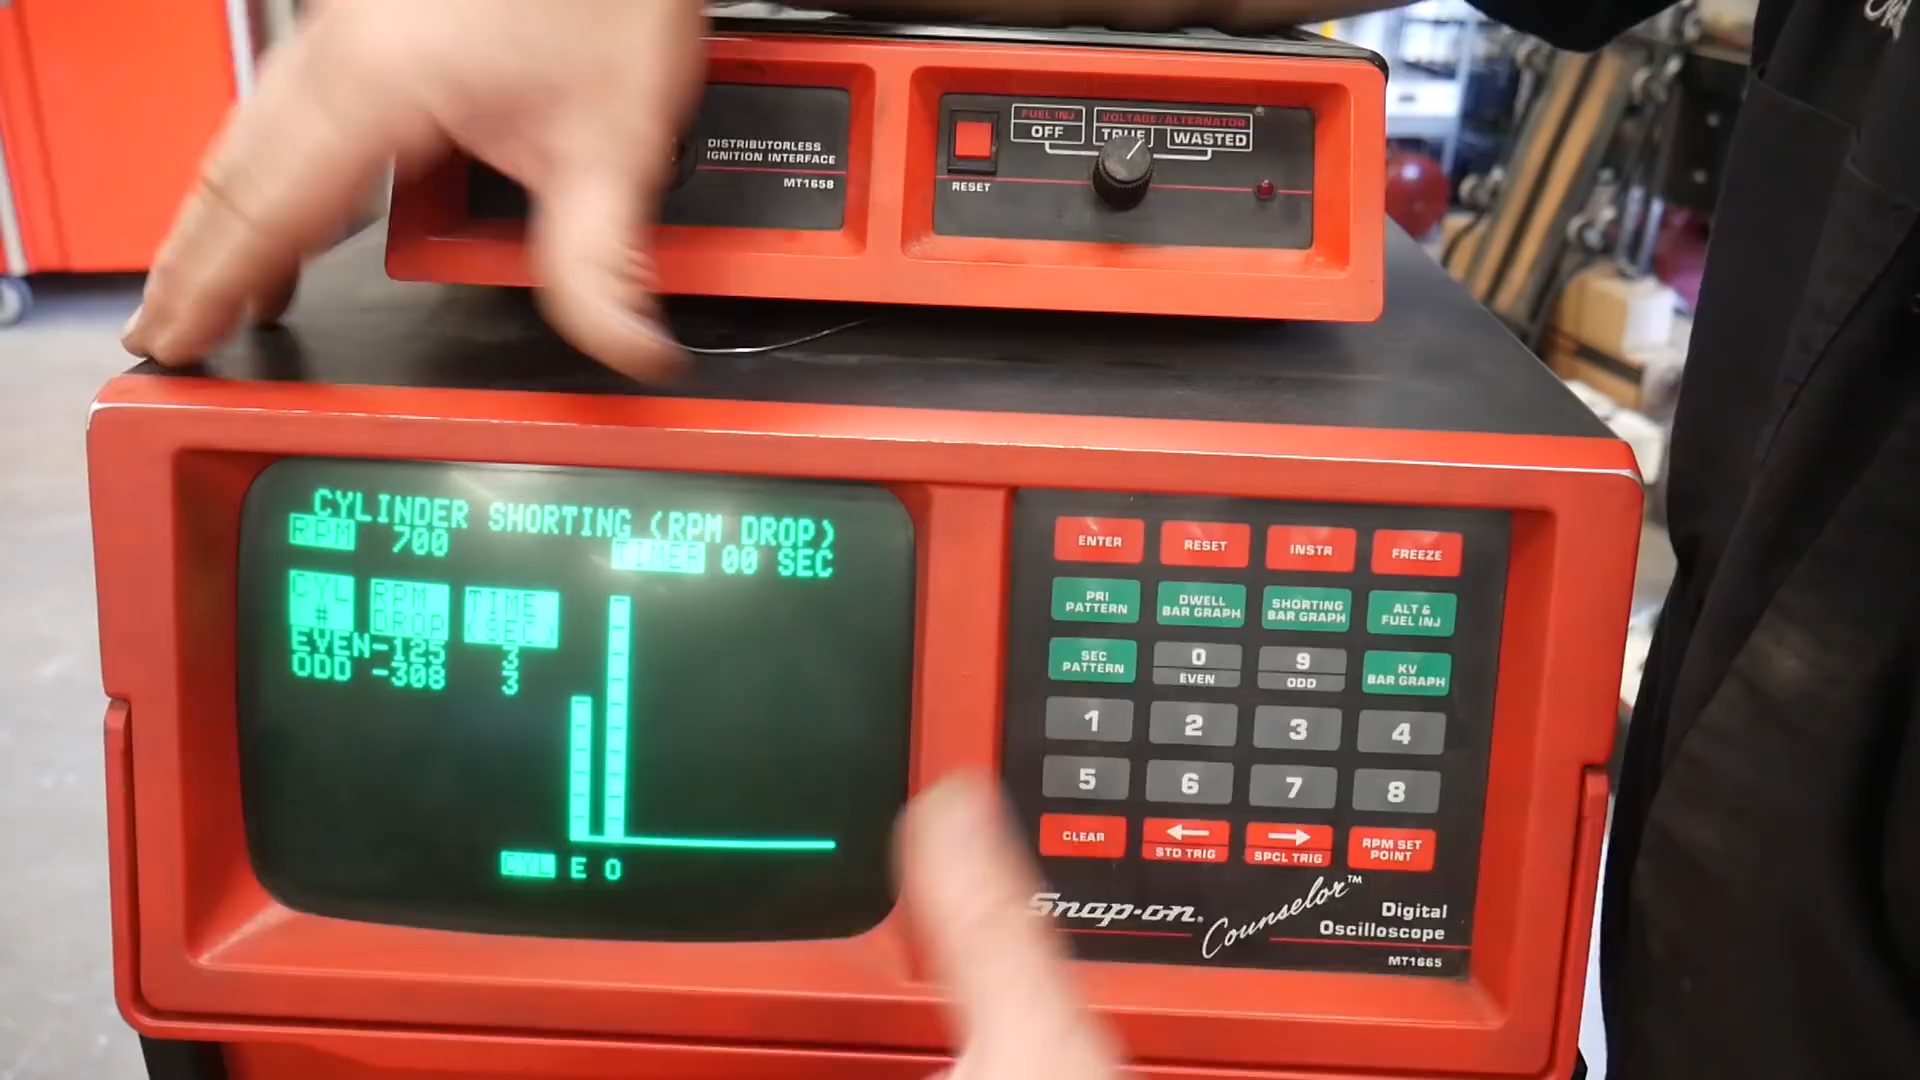 DISTRIBUTORLESS
IGNITION INTERFACE
MT1658
RESET
FUEL INJ
OFF
VOLTAGE/ALTERNATOR
TRUE
WASTED
CYLINDER SHORTING (RPM DROP)
RPM 700
TIMER 00 SEC
CYL # RPM DROP TIME (SEC)
EVEN -125 3
ODD -308 3
CYL E O
ENTER
RESET
INSTR
FREEZE
PRI PATTERN
DWELL BAR GRAPH
SHORTING BAR GRAPH
ALT & FUEL INJ
SEC PATTERN
0 EVEN
9 ODD
KV BAR GRAPH
1
2
3
4
5
6
7
8
CLEAR
STD TRIG
SPCL TRIG
RPM SET POINT
Snap-on. Counselor™
Digital
Oscilloscope
MT1665